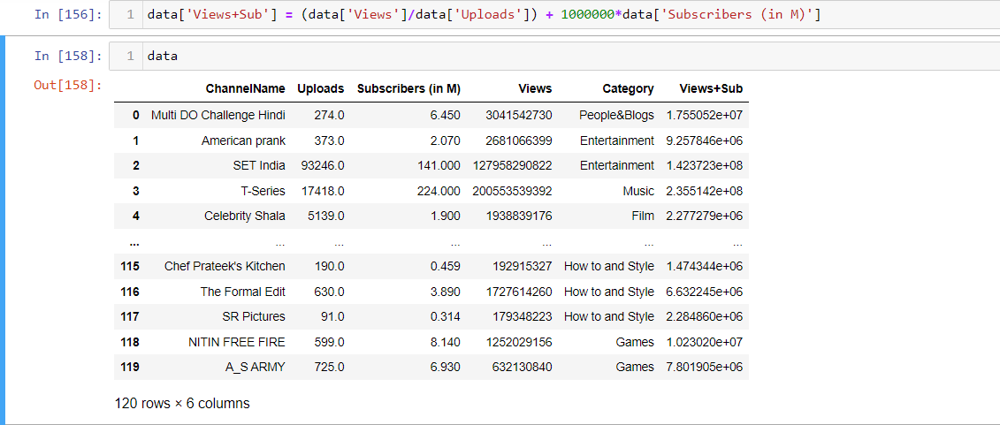 In [156]: 1 data['Views+Sub'] = (data['Views']/data['Uploads']) + 1000000*data['Subscribers (in M)']
In [158]: 1 data
Out[158]:
ChannelName Uploads Subscribers (in M) Views Category Views+Sub
0 Multi DO Challenge Hindi 274.0 6.450 3041542730 People&Blogs 1.755052e+07
1 American prank 373.0 2.070 2681066399 Entertainment 9.257846e+06
2 SET India 93246.0 141.000 127958290822 Entertainment 1.423723e+08
3 T-Series 17418.0 224.000 200553539392 Music 2.355142e+08
4 Celebrity Shala 5139.0 1.900 1938839176 Film 2.277279e+06
... ... ... ... ... ... ...
115 Chef Prateek's Kitchen 190.0 0.459 192915327 How to and Style 1.474344e+06
116 The Formal Edit 630.0 3.890 1727614260 How to and Style 6.632245e+06
117 SR Pictures 91.0 0.314 179348223 How to and Style 2.284860e+06
118 NITIN FREE FIRE 599.0 8.140 1252029156 Games 1.023020e+07
119 A_S ARMY 725.0 6.930 632130840 Games 7.801905e+06
120 rows × 6 columns